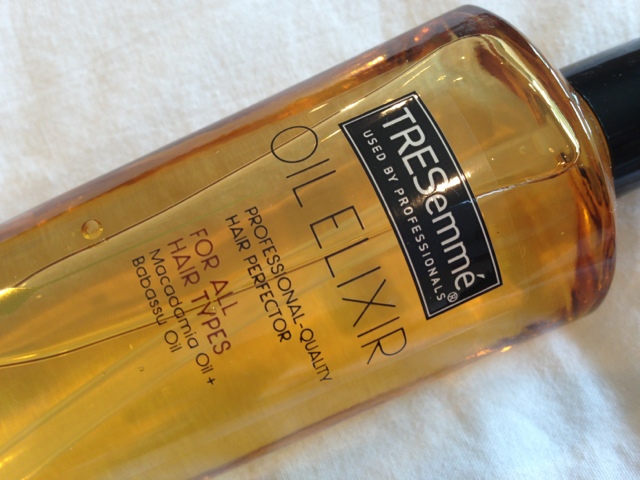 TRESemmé®
USED BY PROFESSIONALS
OIL ELIXIR
PROFESSIONAL-QUALITY
HAIR PERFECTOR
FOR ALL
HAIR TYPES
Macadamia Oil +
Babassu Oil